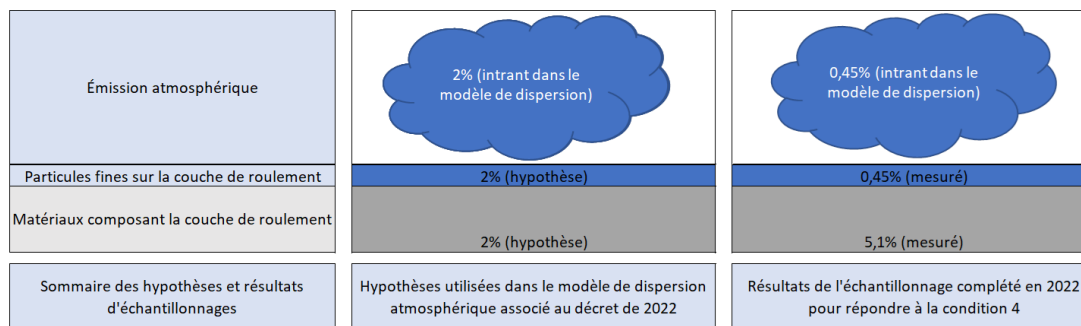 Émission atmosphérique
2% (intrant dans le
modèle de dispersion)
0,45% (intrant dans le
modèle de dispersion)
Particules fines sur la couche de roulement
2% (hypothèse)
0,45% (mesuré)
Matériaux composant la couche de roulement
2% (hypothèse)
5,1% (mesuré)
Sommaire des hypothèses et résultats
d'échantillonnages
Hypothèses utilisées dans le modèle de dispersion
atmosphérique associé au décret de 2022
Résultats de l'échantillonnage complété en 2022
pour répondre à la condition 4